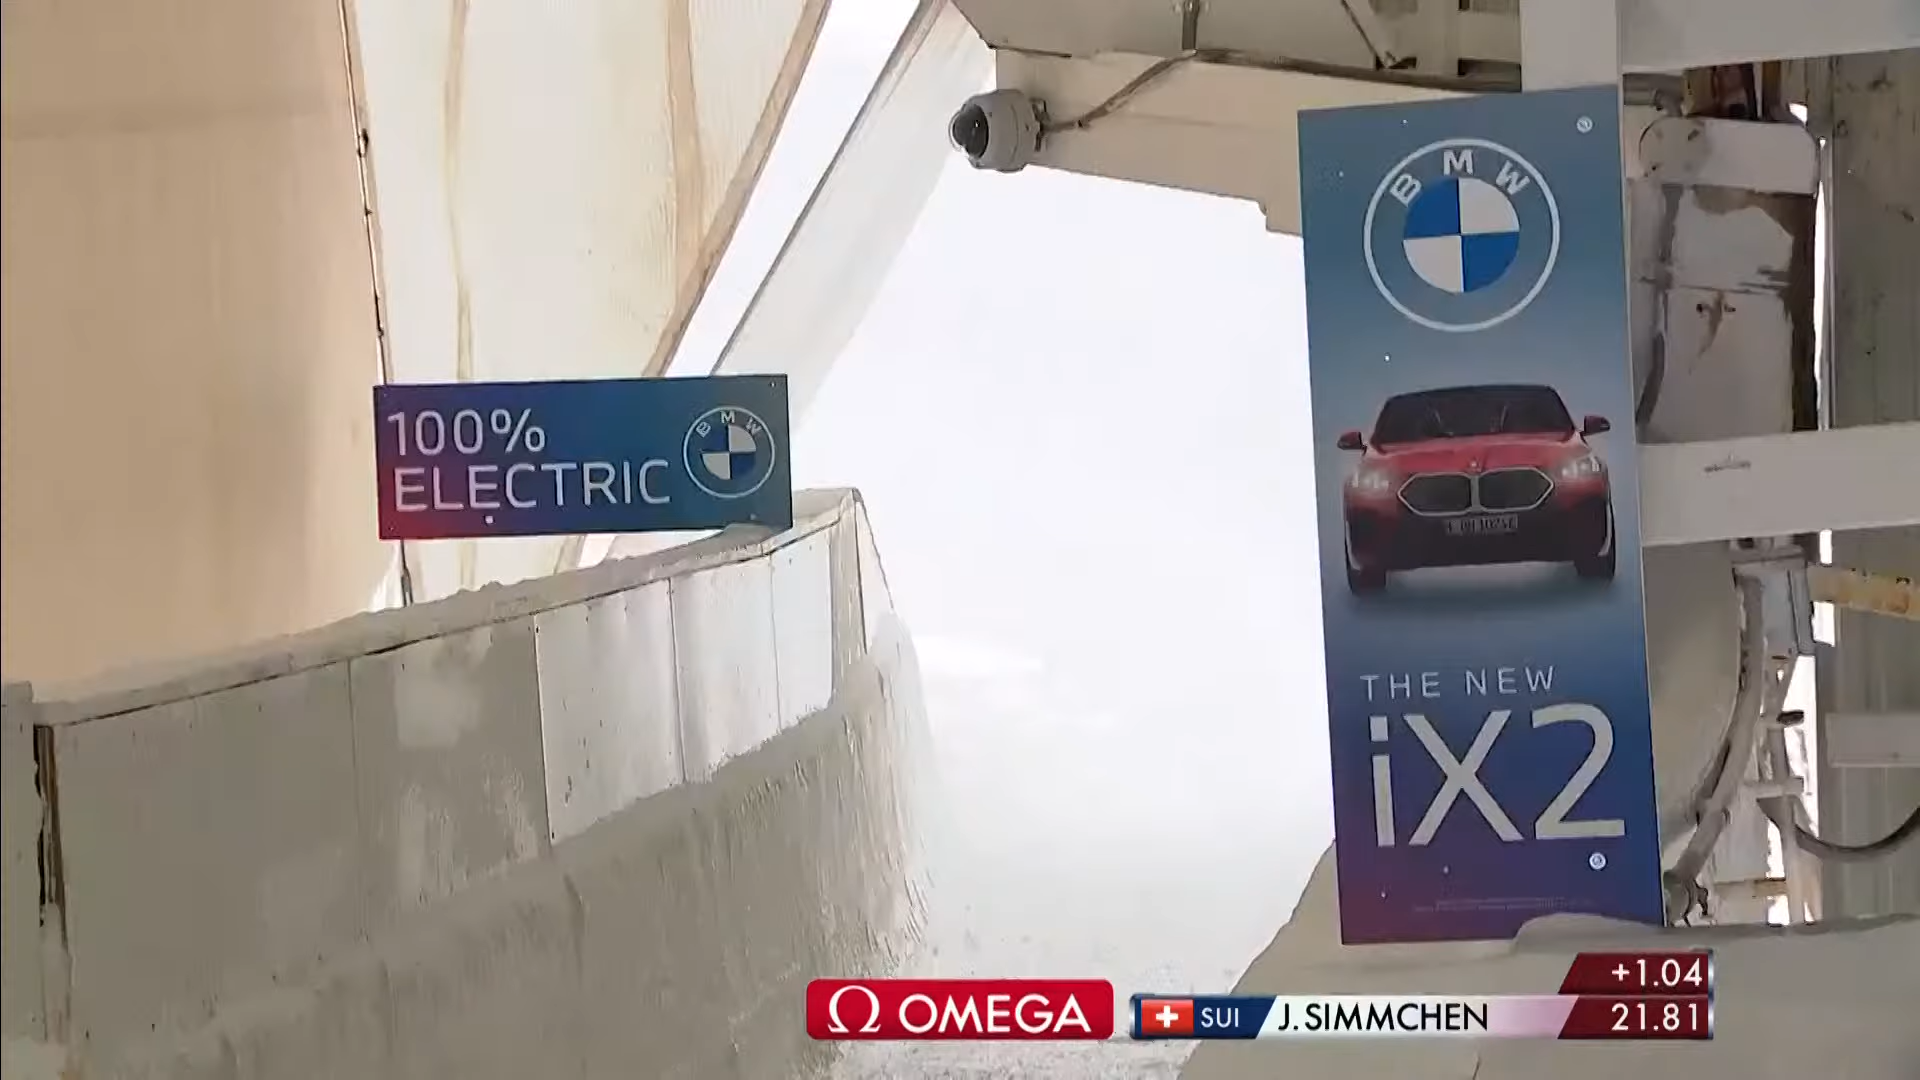 BMW
100%
ELECTRIC
BMW
THE NEW
iX2
+1.04
Ω OMEGA
SUI J. SIMMCHEN 21.81